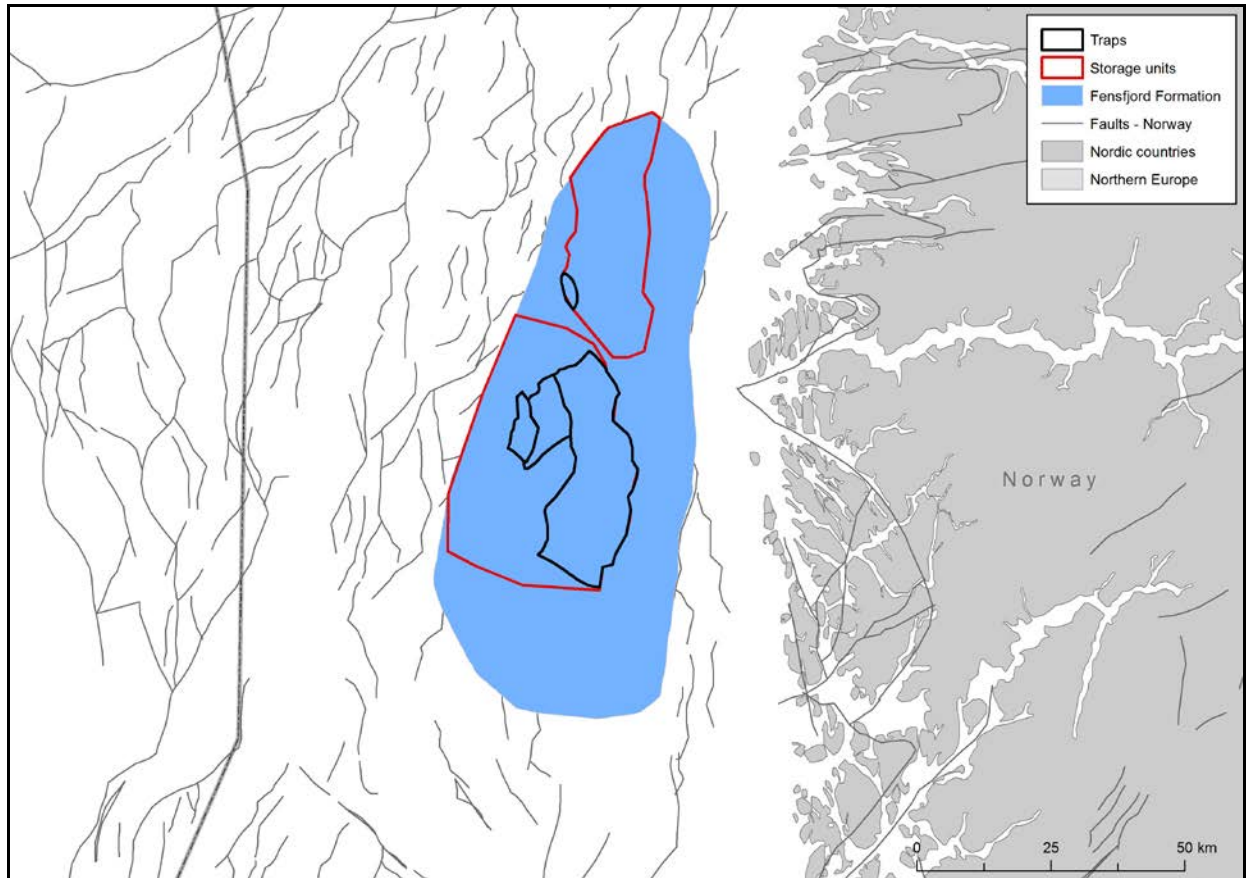 Traps
Storage units
Fensfjord Formation
Faults - Norway
Nordic countries
Northern Europe
Norway
0 25 50 km